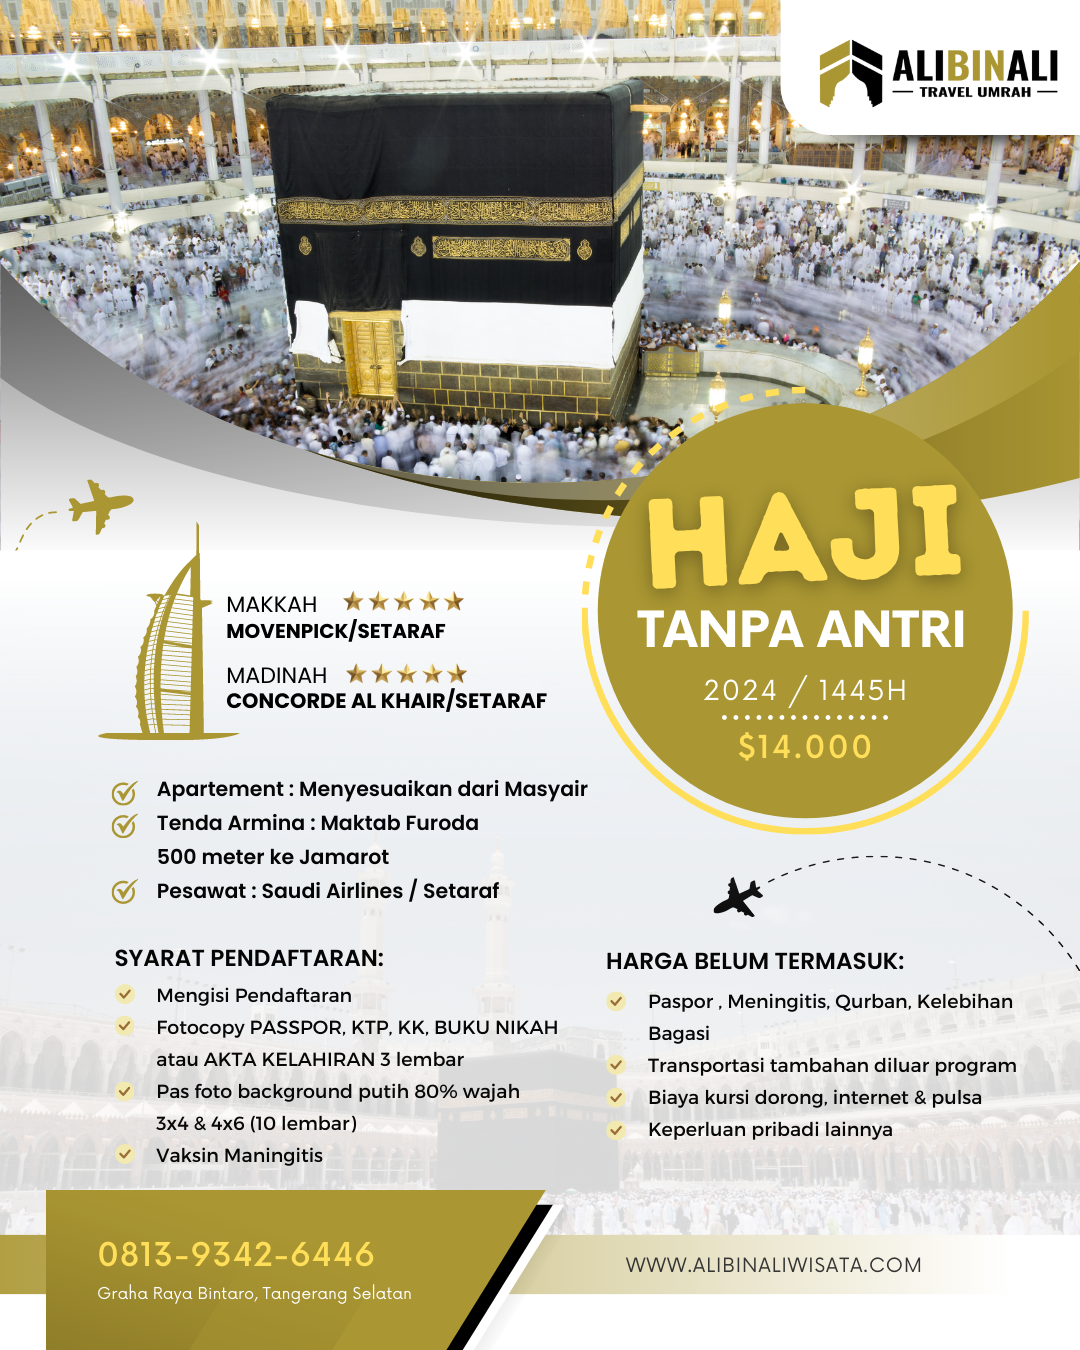 ALIBINALI
TRAVEL UMRAH
HAJI
TANPA ANTRI
2024 / 1445H
$14.000
MAKKAH
MOVENPICK/SETARAF
MADINAH
CONCORDE AL KHAIR/SETARAF
Apartement : Menyesuaikan dari Masyair
Tenda Armina : Maktab Furoda
500 meter ke Jamarot
Pesawat : Saudi Airlines / Setaraf
SYARAT PENDAFTARAN:
Mengisi Pendaftaran
Fotocopy PASSPOR, KTP, KK, BUKU NIKAH
atau AKTA KELAHIRAN 3 lembar
Pas foto background putih 80% wajah
3x4 & 4x6 (10 lembar)
Vaksin Maningitis
HARGA BELUM TERMASUK:
Paspor , Meningitis, Qurban, Kelebihan
Bagasi
Transportasi tambahan diluar program
Biaya kursi dorong, internet & pulsa
Keperluan pribadi lainnya
0813-9342-6446
Graha Raya Bintaro, Tangerang Selatan
WWW.ALIBINALIWISATA.COM